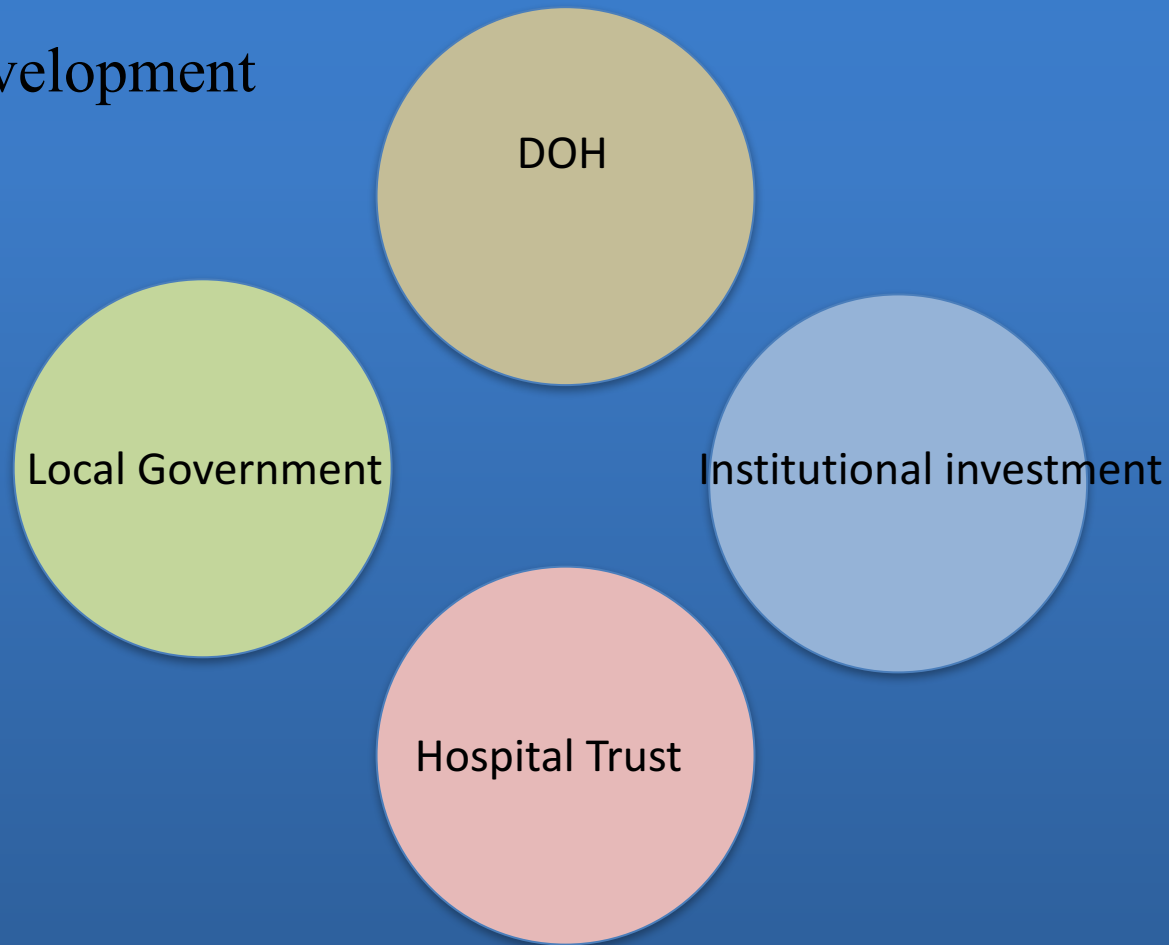 velopment
DOH
Local Government
Institutional investment
Hospital Trust